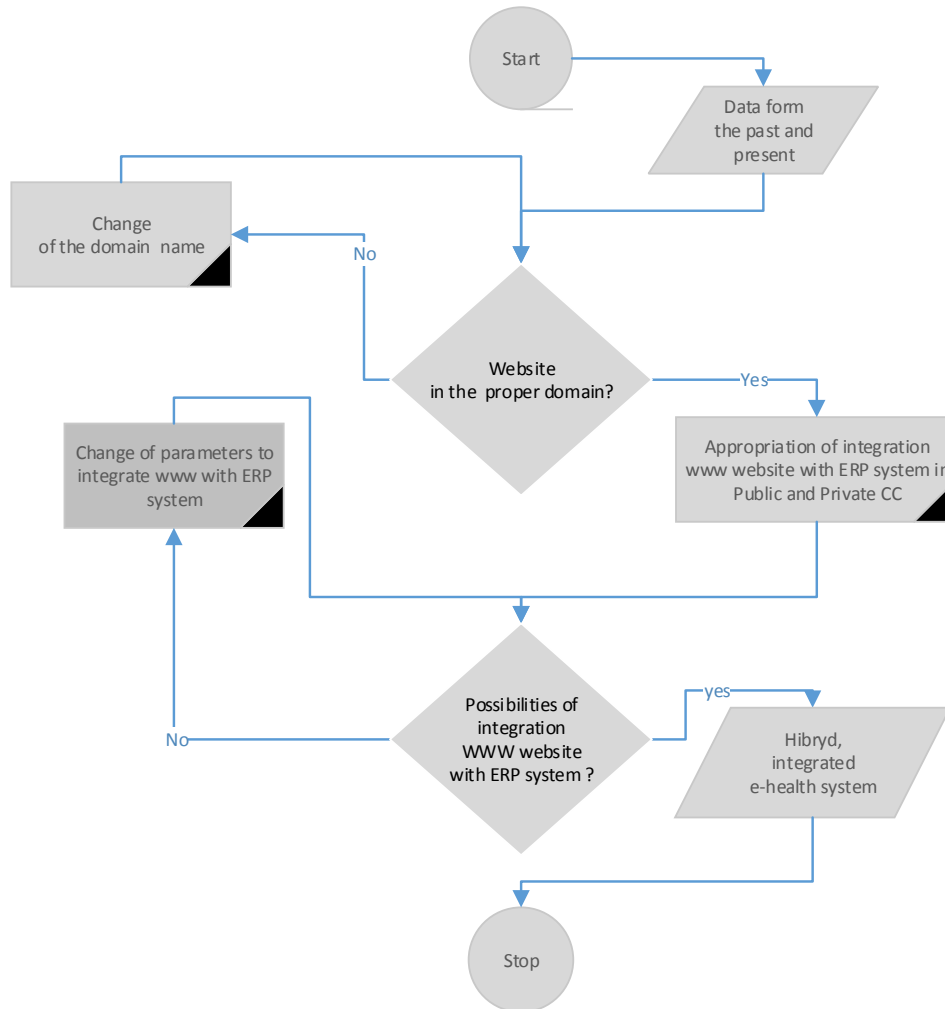 Start
Data form
the past and
present
Change
of the domain name
No
Website
in the proper domain?
Yes
Change of parameters to
integrate www with ERP
system
Appropriation of integration
www website with ERP system in
Public and Private CC
Possibilities of
integration
WWW website
with ERP system ?
yes
No
Hibryd,
integrated
e-health system
Stop